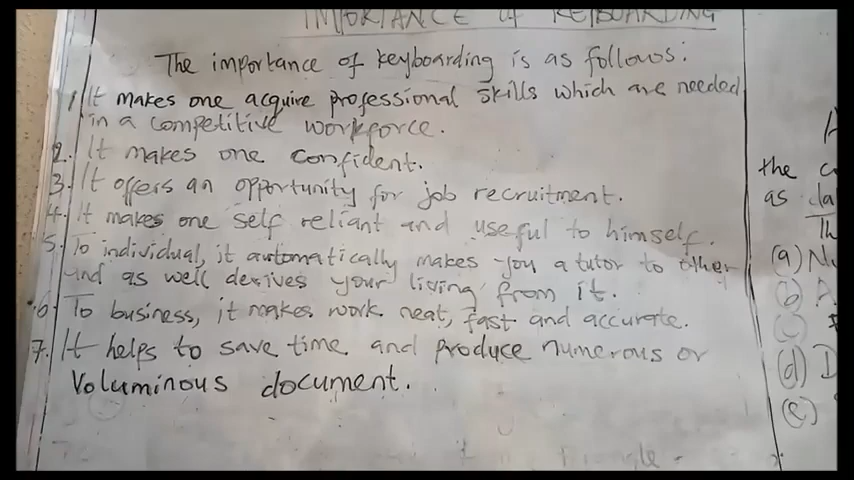 IMPORTANCE of KEYBOARDING
The importance of keyboarding is as follows:
1. It makes one acquire professional skills which are needed
in a competitive workforce.
2. It makes one confident.
3. It offers an opportunity for job recruitment.
4. It makes one self reliant and useful to himself.
5. To individual, it automatically makes you a tutor to other
and as well derives your living from it.
6. To business, it makes work neat, fast and accurate.
7. It helps to save time and produce numerous or
Voluminous document.
the
as
(a)
(b) A
(c)
(d) D
(e)